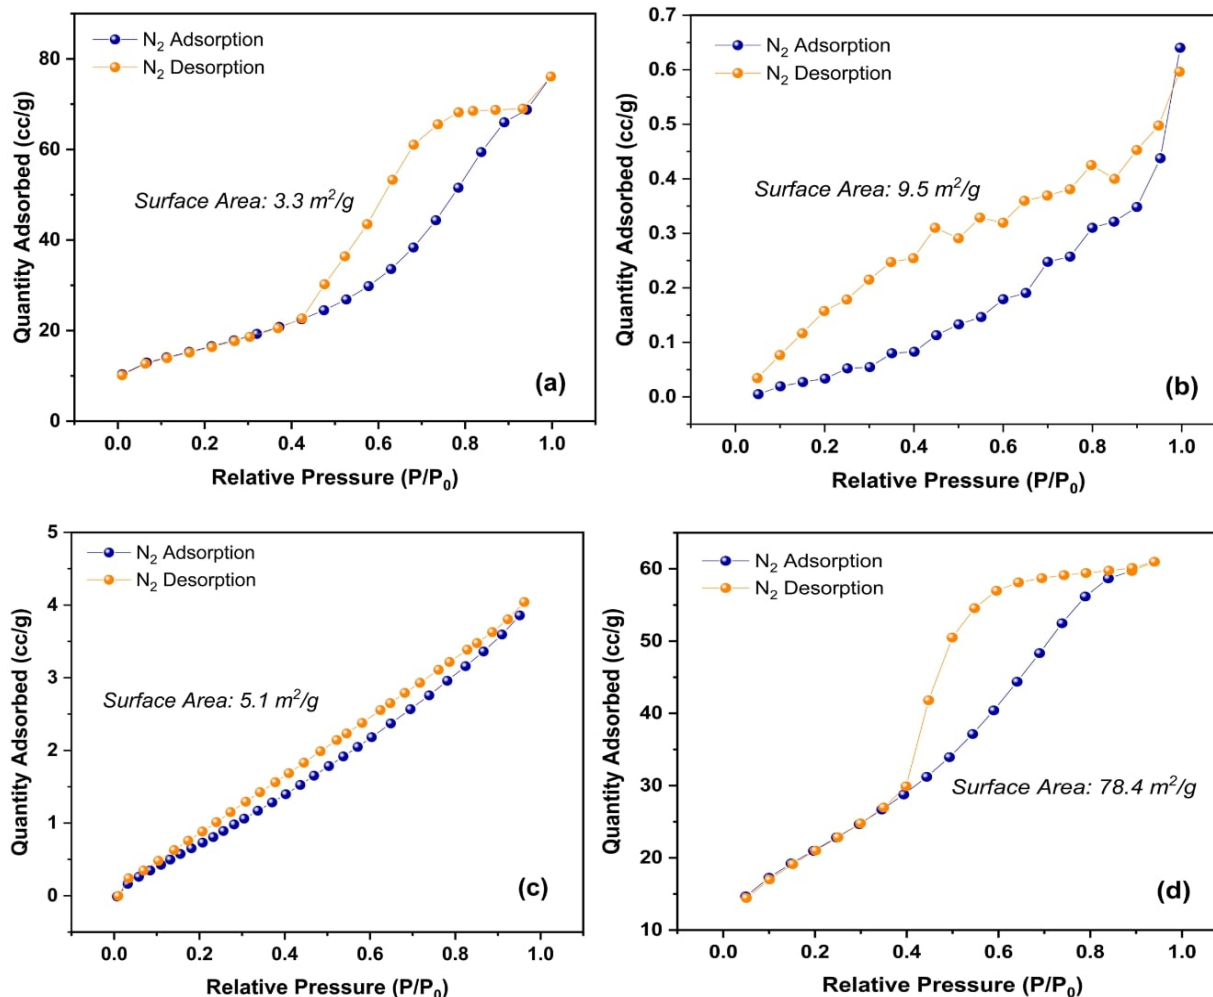 N₂ Adsorption
N₂ Desorption
Surface Area: 3.3 m²/g
(a)
Quantity Adsorbed (cc/g)
80
60
40
20
0
0.0 0.2 0.4 0.6 0.8 1.0
Relative Pressure (P/P₀)
N₂ Adsorption
N₂ Desorption
Surface Area: 9.5 m²/g
(b)
Quantity Adsorbed (cc/g)
0.7
0.6
0.5
0.4
0.3
0.2
0.1
0.0
0.0 0.2 0.4 0.6 0.8 1.0
Relative Pressure (P/P₀)
N₂ Adsorption
N₂ Desorption
Surface Area: 5.1 m²/g
(c)
Quantity Adsorbed (cc/g)
5
4
3
2
1
0
0.0 0.2 0.4 0.6 0.8 1.0
Relative Pressure (P/P₀)
N₂ Adsorption
N₂ Desorption
Surface Area: 78.4 m²/g
(d)
Quantity Adsorbed (cc/g)
60
50
40
30
20
10
0.0 0.2 0.4 0.6 0.8 1.0
Relative Pressure (P/P₀)